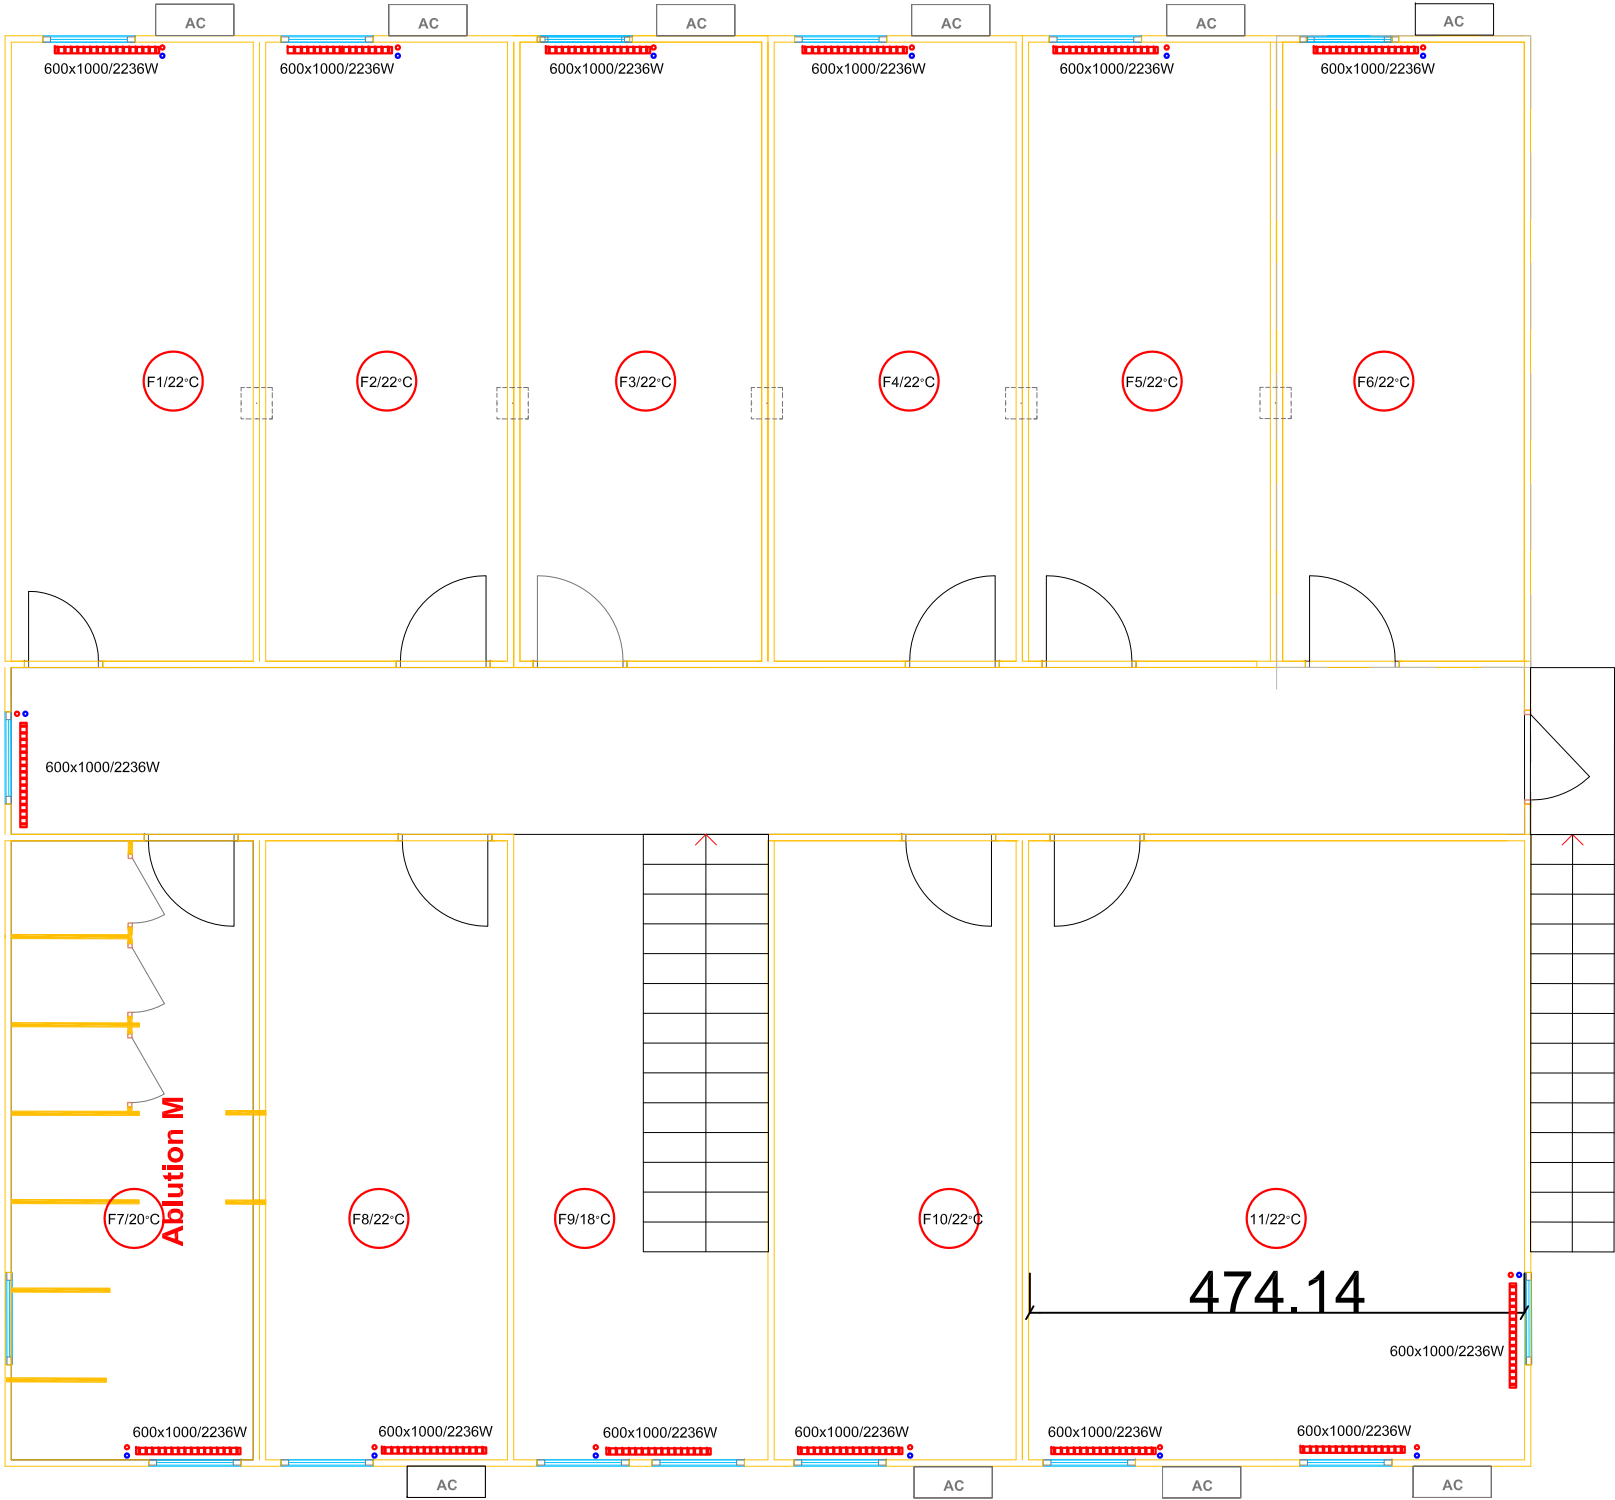 AC AC AC AC AC AC
600x1000/2236W 600x1000/2236W 600x1000/2236W 600x1000/2236W 600x1000/2236W 600x1000/2236W
F1/22°C F2/22°C F3/22°C F4/22°C F5/22°C F6/22°C
600x1000/2236W
Ablution M
F7/20°C F8/22°C F9/18°C F10/22°C 11/22°C
474.14
600x1000/2236W
600x1000/2236W 600x1000/2236W 600x1000/2236W 600x1000/2236W 600x1000/2236W 600x1000/2236W
AC AC AC AC